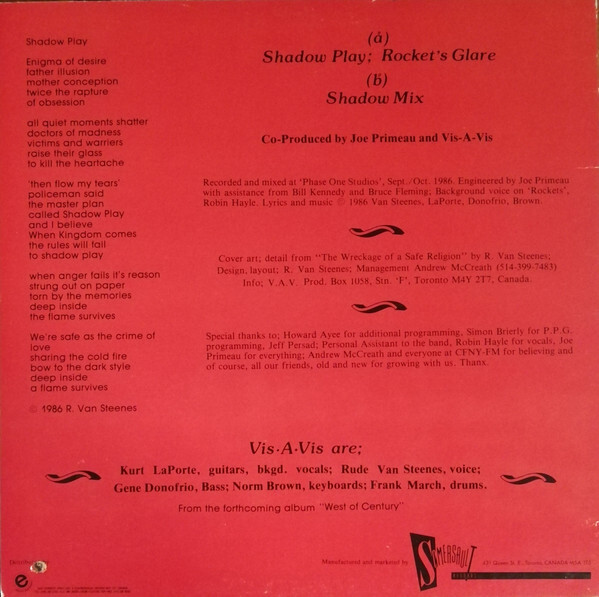 Shadow Play
Enigma of desire
father illusion
mother conception
twice the rapture
of obsession
all quiet moments shatter
doctors of madness
victims and warriers
raise their glass
to kill the heartache
'then flow my tears'
policeman said
the master plan
called Shadow Play
and I believe
When Kingdom comes
the rules will fall
to shadow play
when anger fails it's reason
strung out on paper
torn by the memories
deep inside
the flame survives
We're safe as the crime of
love
sharing the cold fire
bow to the dark style
deep inside
a flame survives
© 1986 R. Van Steenes
(a)
Shadow Play; Rocket's Glare
(b)
Shadow Mix
Co-Produced by Joe Primeau and Vis-A-Vis
Recorded and mixed at 'Phase One Studios', Sept./Oct. 1986. Engineered by Joe Primeau
with assistance from Bill Kennedy and Bruce Fleming, Background voice on 'Rockets',
Robin Hayle. Lyrics and music © 1986 Van Steenes, LaPorte, Donofrio, Brown.
Cover art; detail from "The Wreckage of a Safe Religion" by R. Van Steenes;
Design, layout; R. Van Steenes; Management Andrew McCreath (514-399-7483)
Info; V.A.V. Prod. Box 1058, Stn. 'F', Toronto M4Y 2T7, Canada.
Special thanks to; Howard Ayee for additional programming, Simon Brierly for P.P.G.
programming, Jeff Persad; Personal Assistant to the band, Robin Hayle for vocals, Joe
Primeau for everything; Andrew McCreath and everyone at CFNY-FM for believing and
of course, all our friends, old and new for growing with us. Thanx.
Vis-A-Vis are;
Kurt LaPorte, guitars, bkgd. vocals; Rude Van Steenes, voice;
Gene Donofrio, Bass; Norm Brown, keyboards; Frank March, drums.
From the forthcoming album "West of Century"
e
Manufactured and marketed by
SOMERSAULT